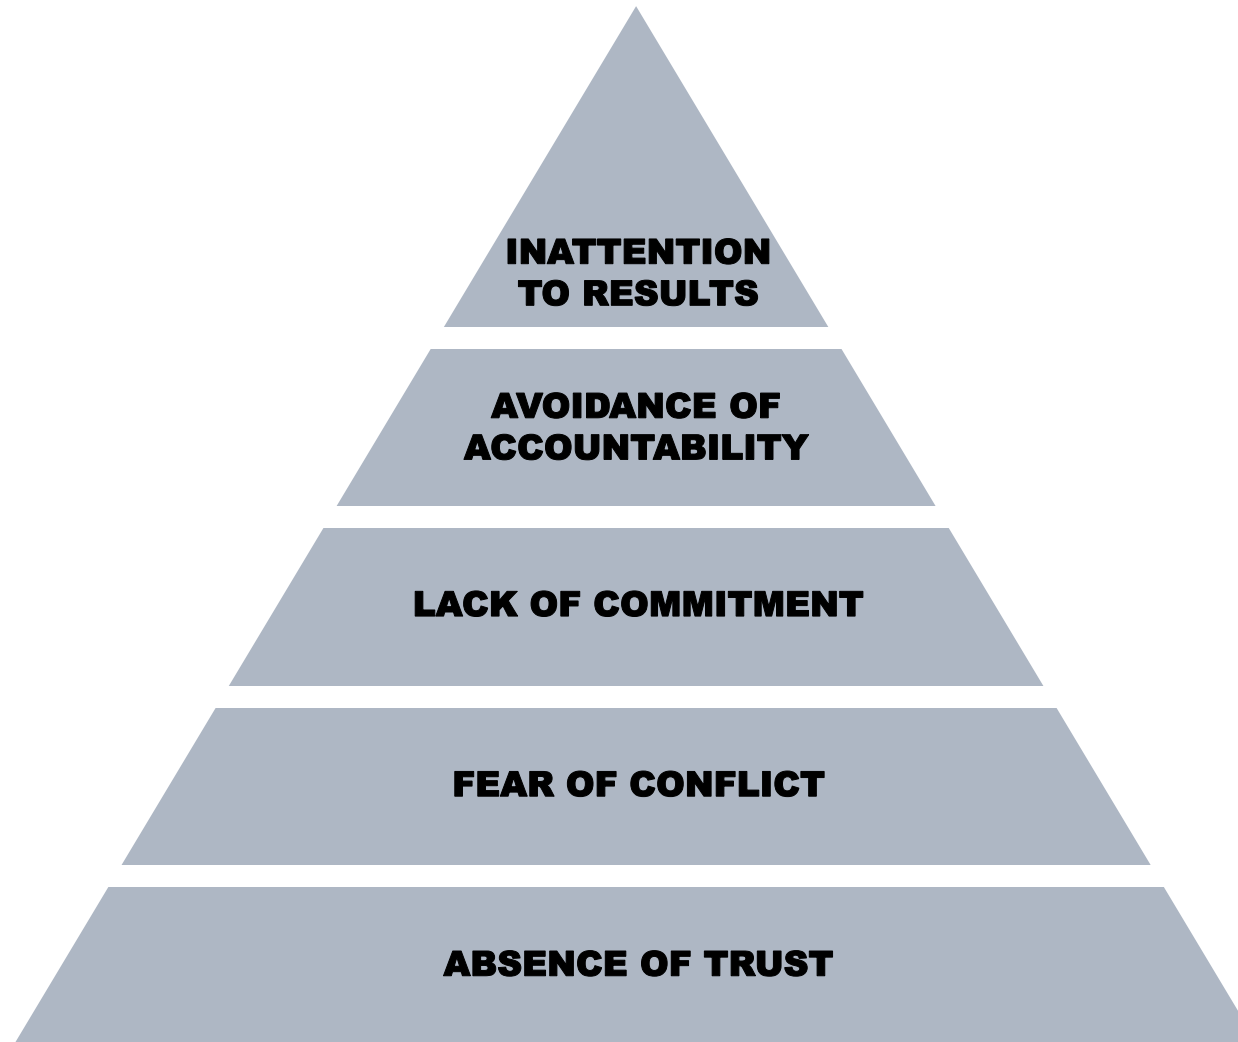 INATTENTION
TO RESULTS
AVOIDANCE OF
ACCOUNTABILITY
LACK OF COMMITMENT
FEAR OF CONFLICT
ABSENCE OF TRUST